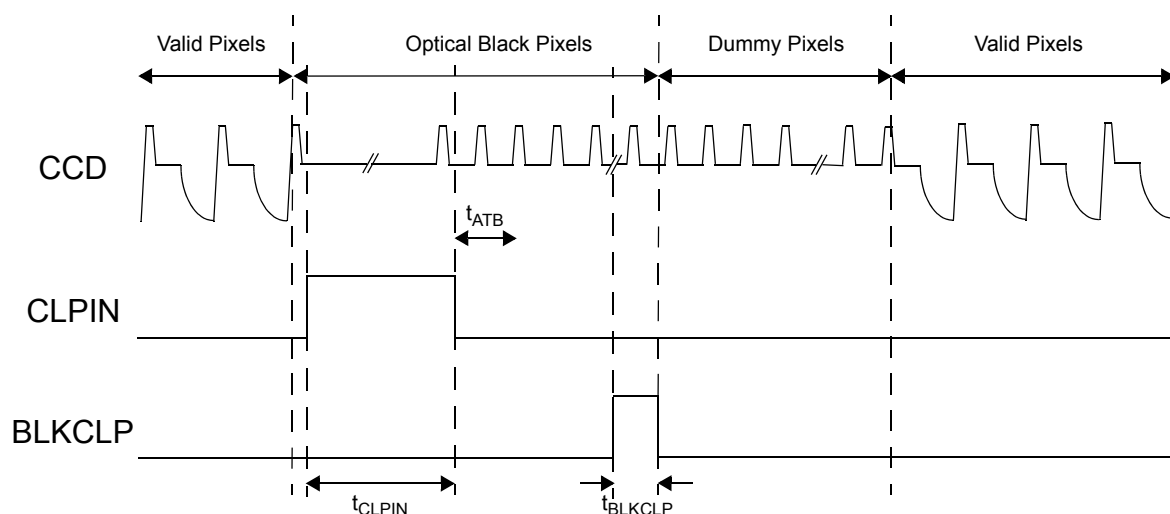 Valid Pixels
Optical Black Pixels
Dummy Pixels
Valid Pixels
CCD
tATB
CLPIN
BLKCLP
tCLPIN
tBLKCLP